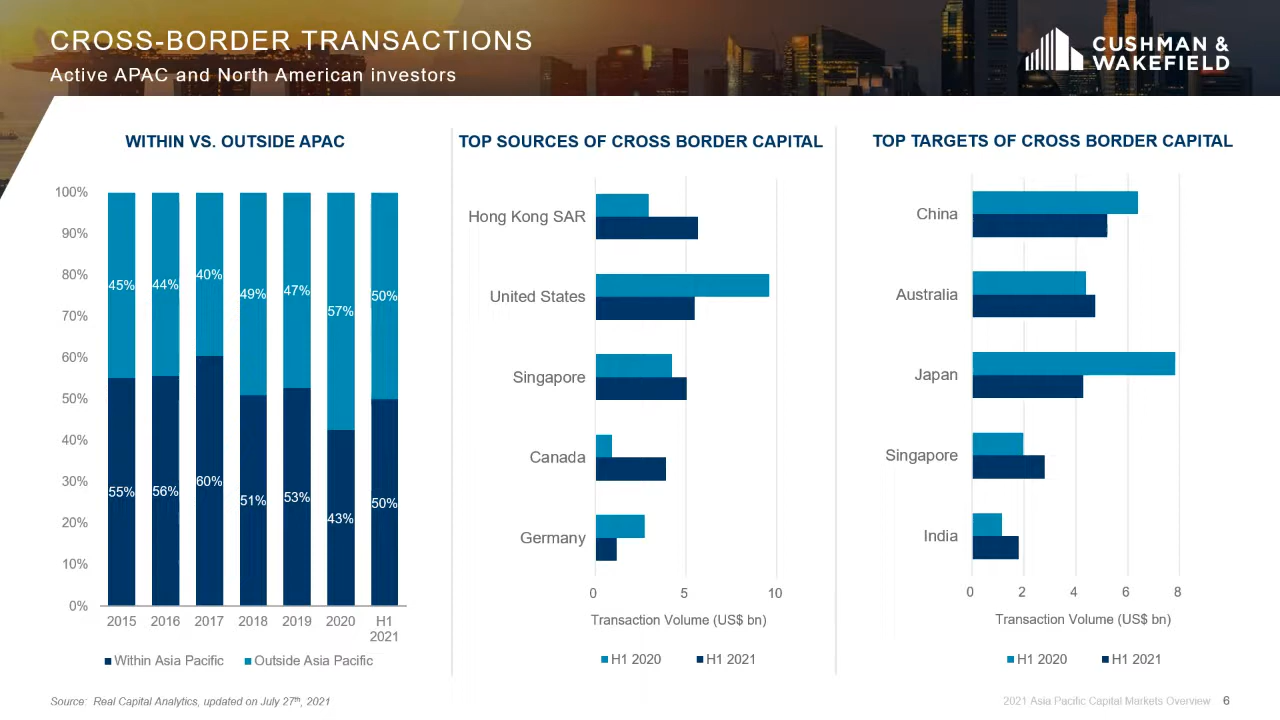 CROSS-BORDER TRANSACTIONS
Active APAC and North American investors
CUSHMAN &
WAKEFIELD
WITHIN VS. OUTSIDE APAC
100%
90%
80%
70%
60%
50%
40%
30%
20%
10%
0%
45%
44%
40%
49%
47%
57%
50%
55%
56%
60%
51%
53%
43%
50%
2015
2016
2017
2018
2019
2020
H1
2021
Within Asia Pacific
Outside Asia Pacific
TOP SOURCES OF CROSS BORDER CAPITAL
Hong Kong SAR
United States
Singapore
Canada
Germany
0
5
10
Transaction Volume (US$ bn)
H1 2020
H1 2021
TOP TARGETS OF CROSS BORDER CAPITAL
China
Australia
Japan
Singapore
India
0
2
4
6
8
Transaction Volume (US$ bn)
H1 2020
H1 2021
Source: Real Capital Analytics, updated on July 27th, 2021
2021 Asia Pacific Capital Markets Overview 6